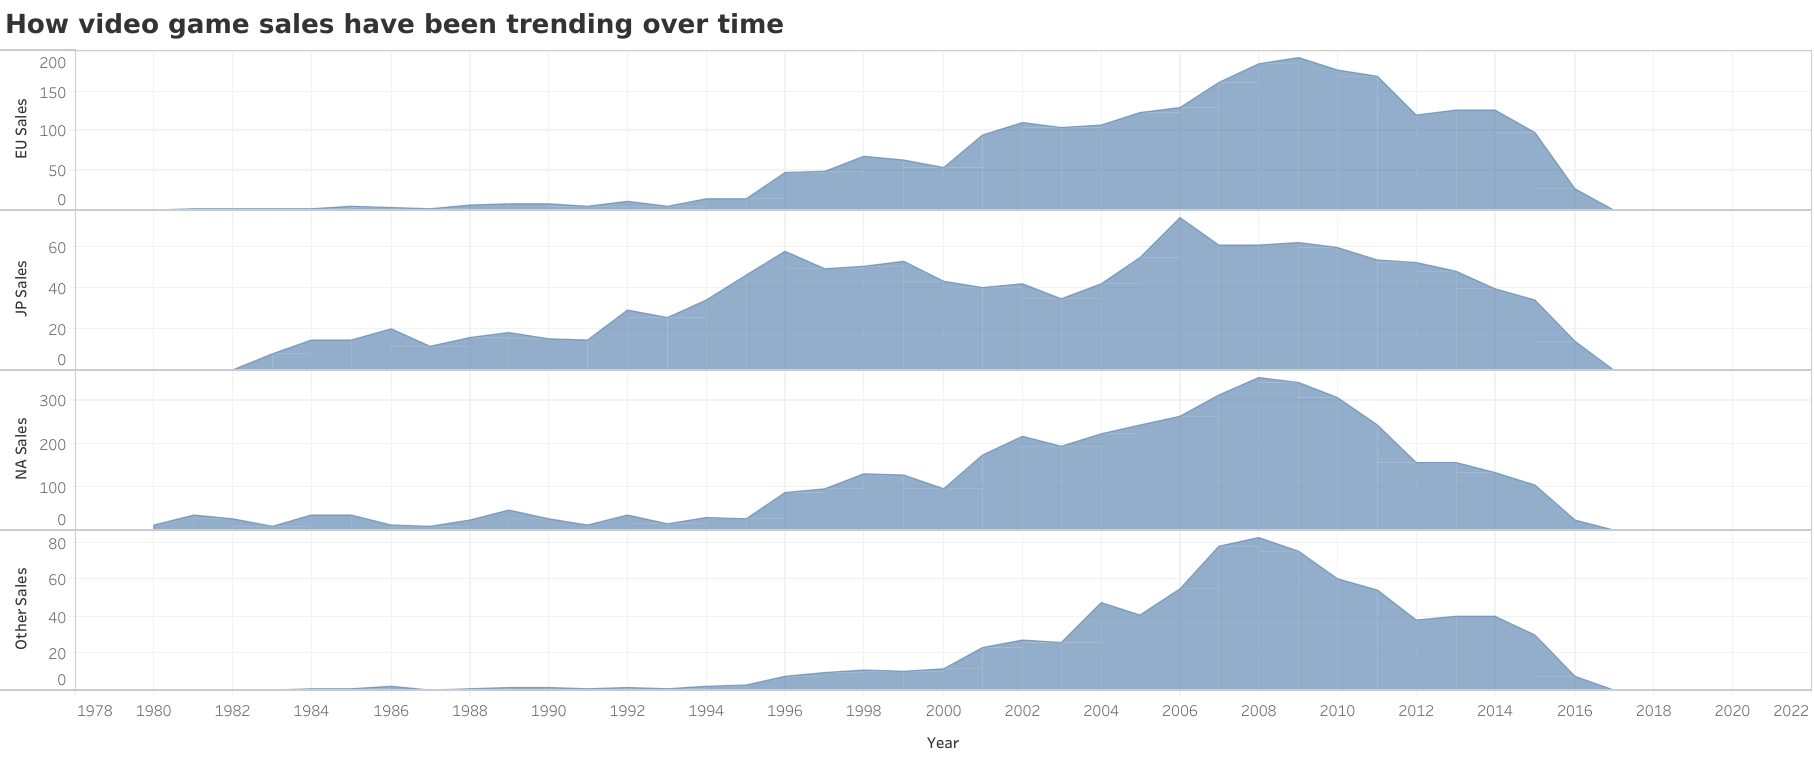 How video game sales have been trending over time
EU Sales
200
150
100
50
0
JP Sales
60
40
20
0
NA Sales
300
200
100
0
Other Sales
80
60
40
20
0
1978 1980 1982 1984 1986 1988 1990 1992 1994 1996 1998 2000 2002 2004 2006 2008 2010 2012 2014 2016 2018 2020 2022
Year